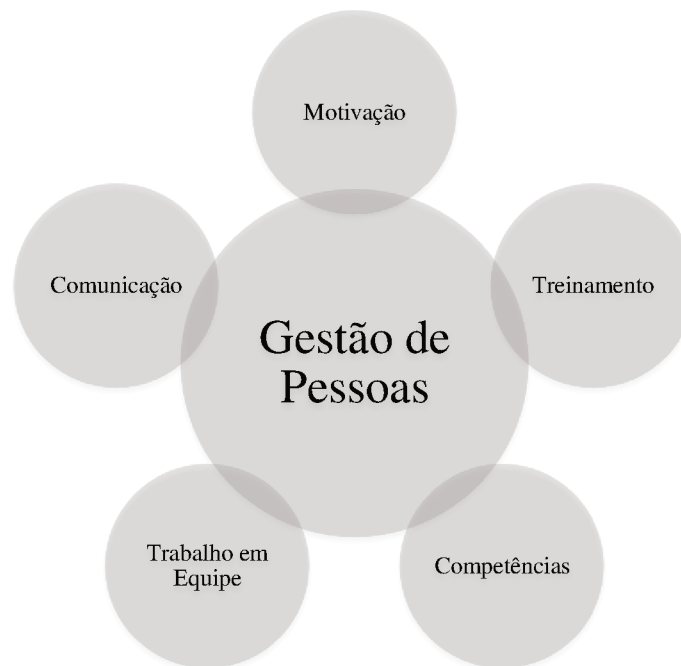 Motivação
Comunicação
Treinamento
Gestão de
Pessoas
Trabalho em
Equipe
Competências